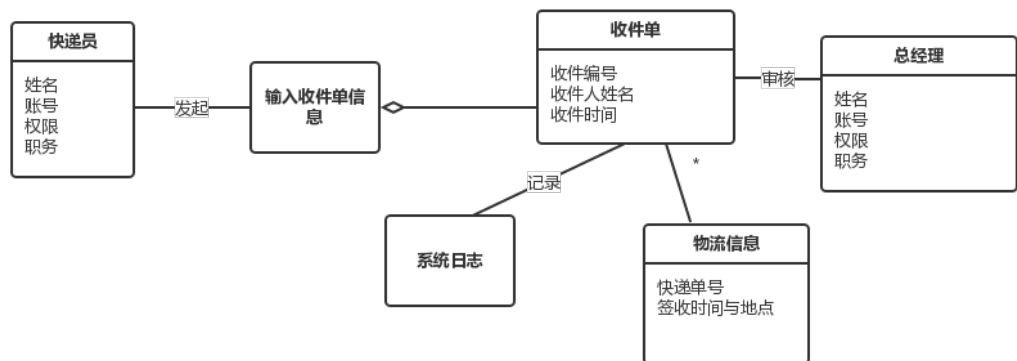 快递员
姓名
账号
权限
职务
发起
输入收件单信
息
收件单
收件编号
收件人姓名
收件时间
审核
总经理
姓名
账号
权限
职务
记录
*
系统日志
物流信息
快递单号
签收时间与地点